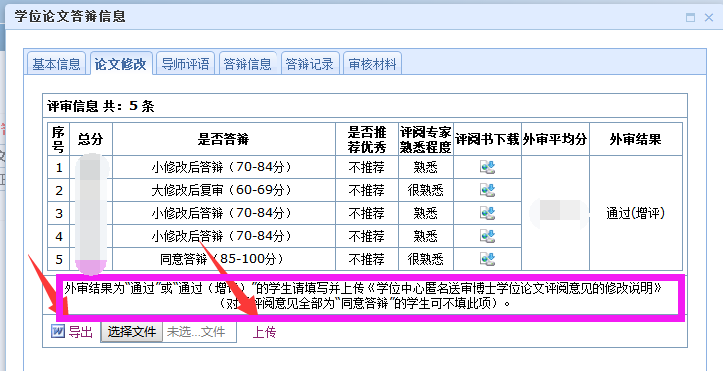 学位论文答辩信息
基本信息 论文修改 导师评语 答辩信息 答辩记录 审核材料
评审信息 共：5 条
序号 总分 是否答辩 是否推荐优秀 评阅专家熟悉程度 评阅书下载 外审平均分 外审结果
1 小修改后答辩（70-84分） 不推荐 熟悉
2 大修改后复审（60-69分） 不推荐 很熟悉
3 小修改后答辩（70-84分） 不推荐 熟悉
通过(增评)
4 小修改后答辩（70-84分） 不推荐 熟悉
5 同意答辩（85-100分） 不推荐 很熟悉
外审结果为“通过”或“通过（增评）”的学生请填写并上传《学位中心匿名送审博士学位论文评阅意见的修改说明》
（对 评阅意见全部为“同意答辩”的学生可不填此项）。
导出 选择文件 未选...文件 上传